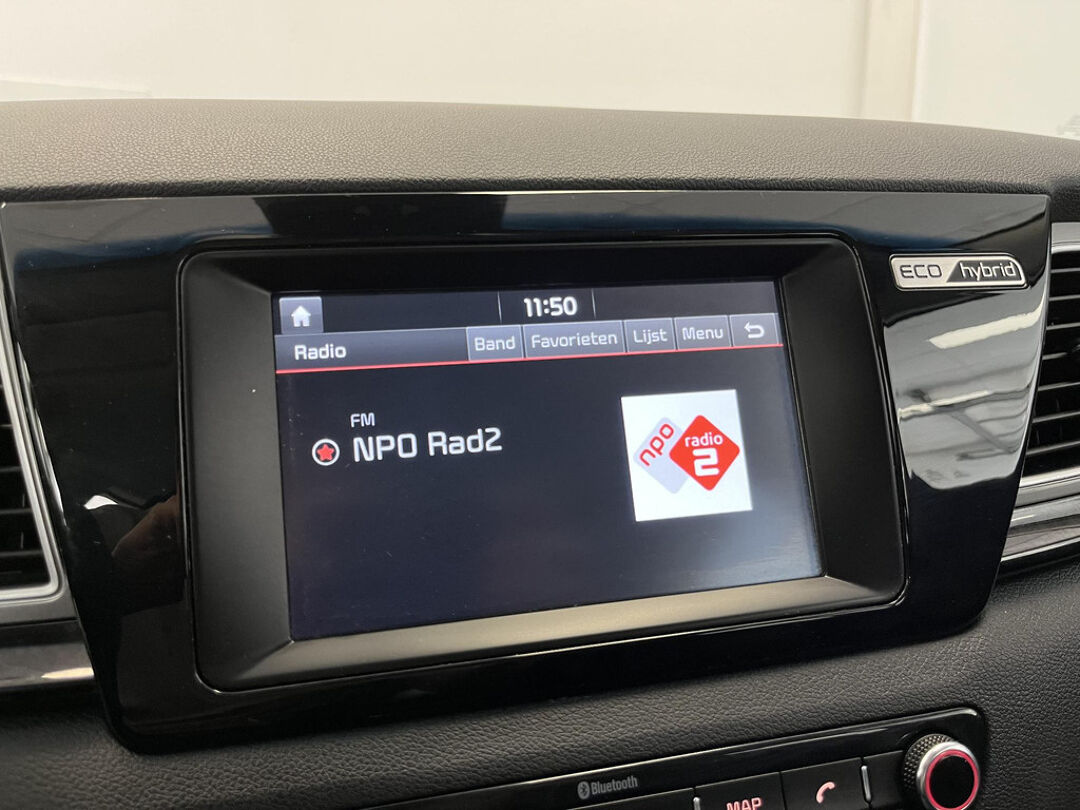 ECO hybrid
11:50
Radio Band Favorieten Lijst Menu
FM
NPO Rad2
npo radio 2
Bluetooth
MAP